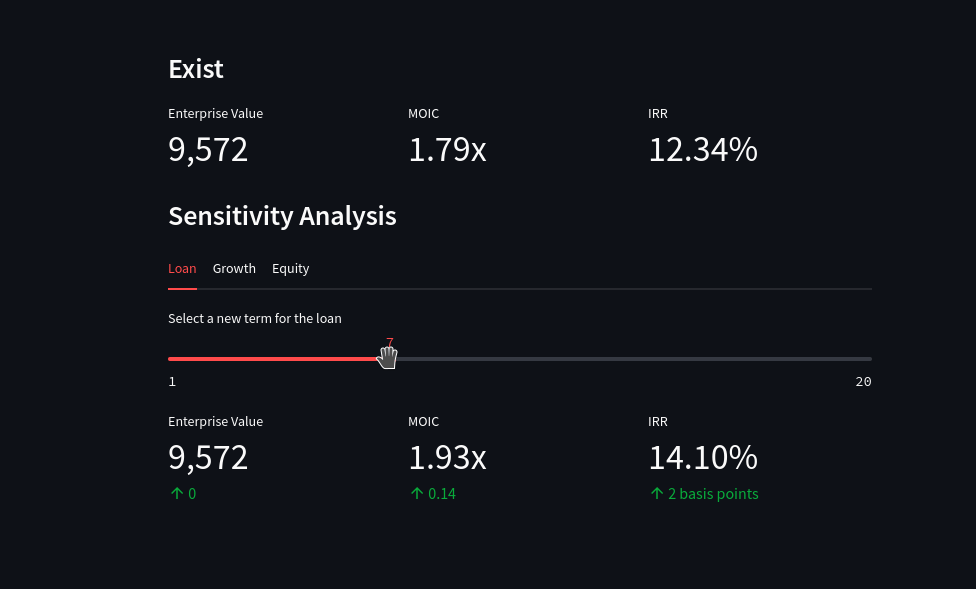 Exist
Enterprise Value MOIC IRR
9,572 1.79x 12.34%
Sensitivity Analysis
Loan Growth Equity
Select a new term for the loan
7
1 20
Enterprise Value MOIC IRR
9,572 1.93x 14.10%
↑ 0 ↑ 0.14 ↑ 2 basis points